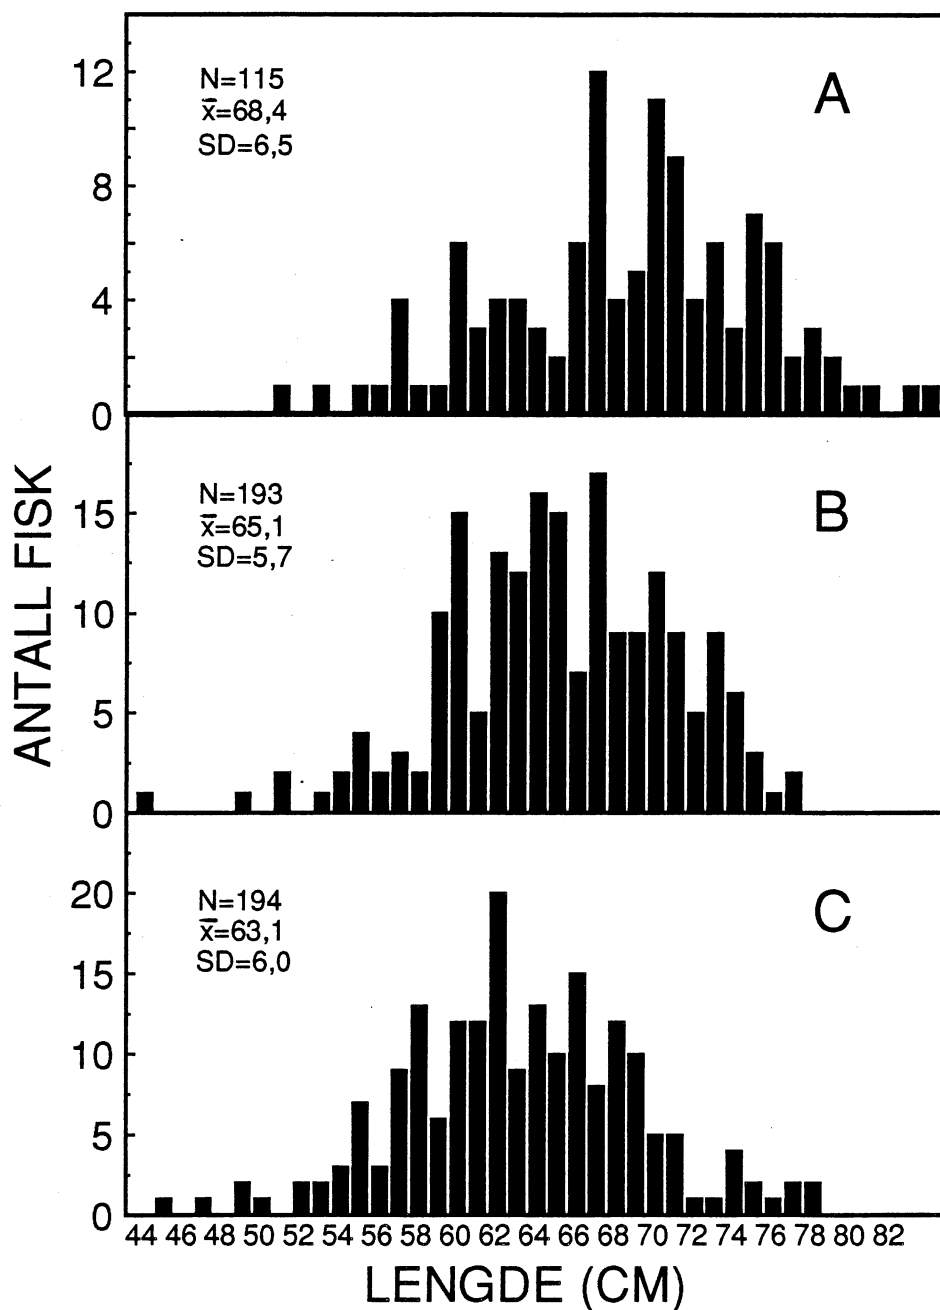 ANTALL FISK
12
8
4
0
N=115
x̄=68,4
SD=6,5
A
15
10
5
0
N=193
x̄=65,1
SD=5,7
B
20
15
10
5
0
N=194
x̄=63,1
SD=6,0
C
44 46 48 50 52 54 56 58 60 62 64 66 68 70 72 74 76 78 80 82
LENGDE (CM)